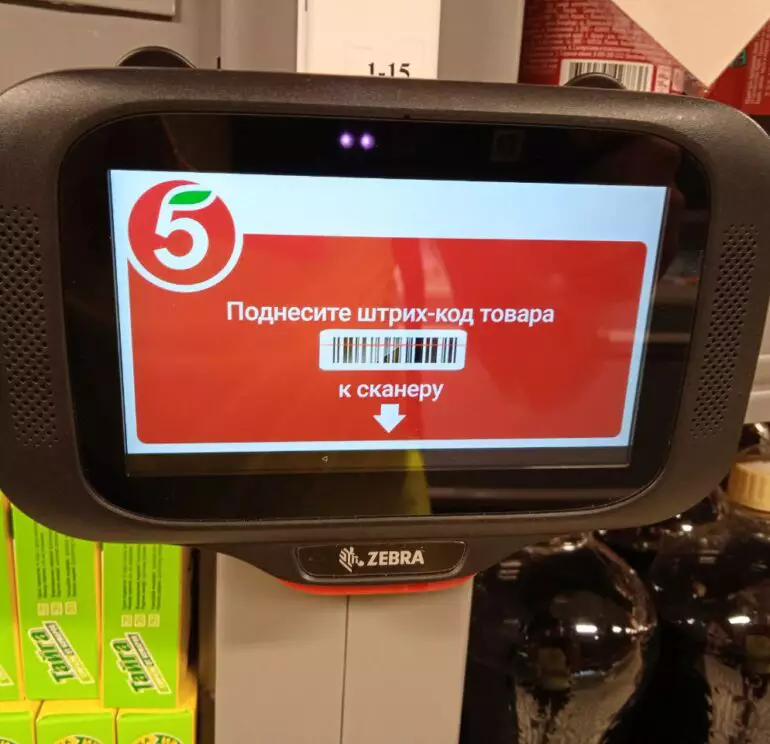 1-15
5
Поднесите штрих-код товара
к сканеру
ZEBRA
Тайга
Тайга